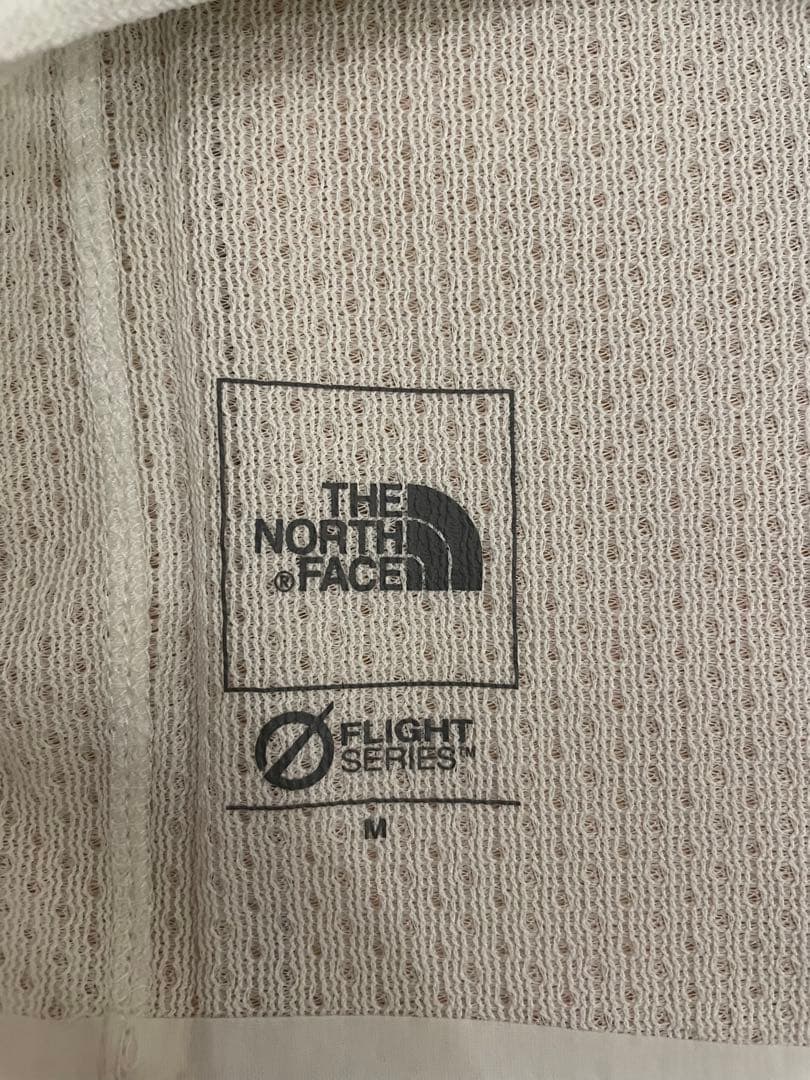 THE
NORTH
® FACE
FLIGHT
SERIES™
M